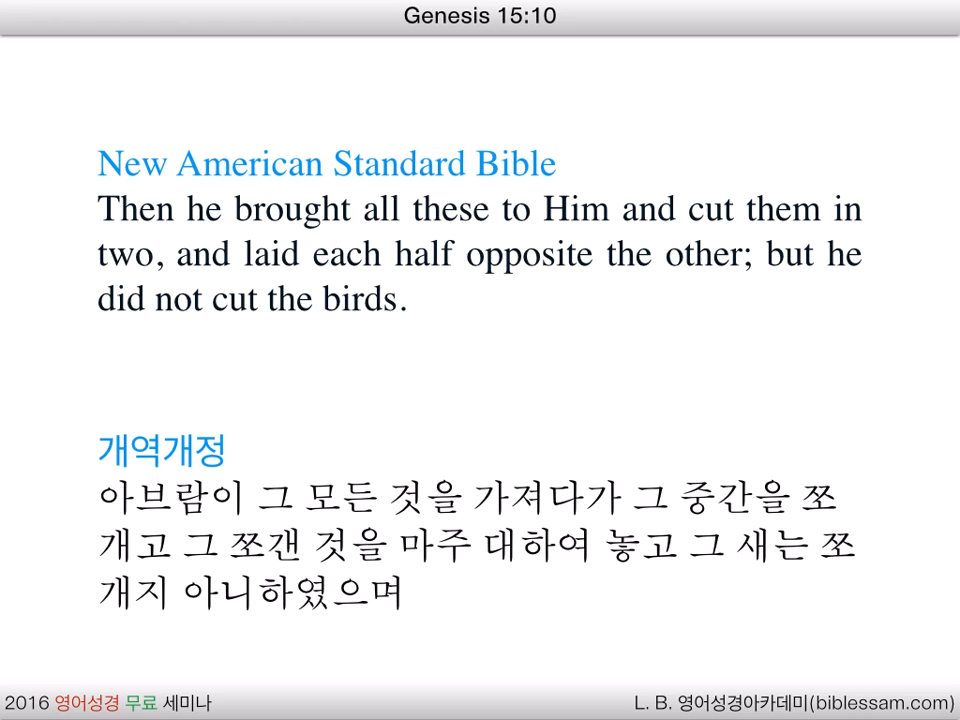 Genesis 15:10
New American Standard Bible
Then he brought all these to Him and cut them in
two, and laid each half opposite the other; but he
did not cut the birds.
개역개정
아브람이 그 모든 것을 가져다가 그 중간을 쪼
개고 그 쪼갠 것을 마주 대하여 놓고 그 새는 쪼
개지 아니하였으며
2016 영어성경 무료 세미나
L. B. 영어성경아카데미(biblessam.com)